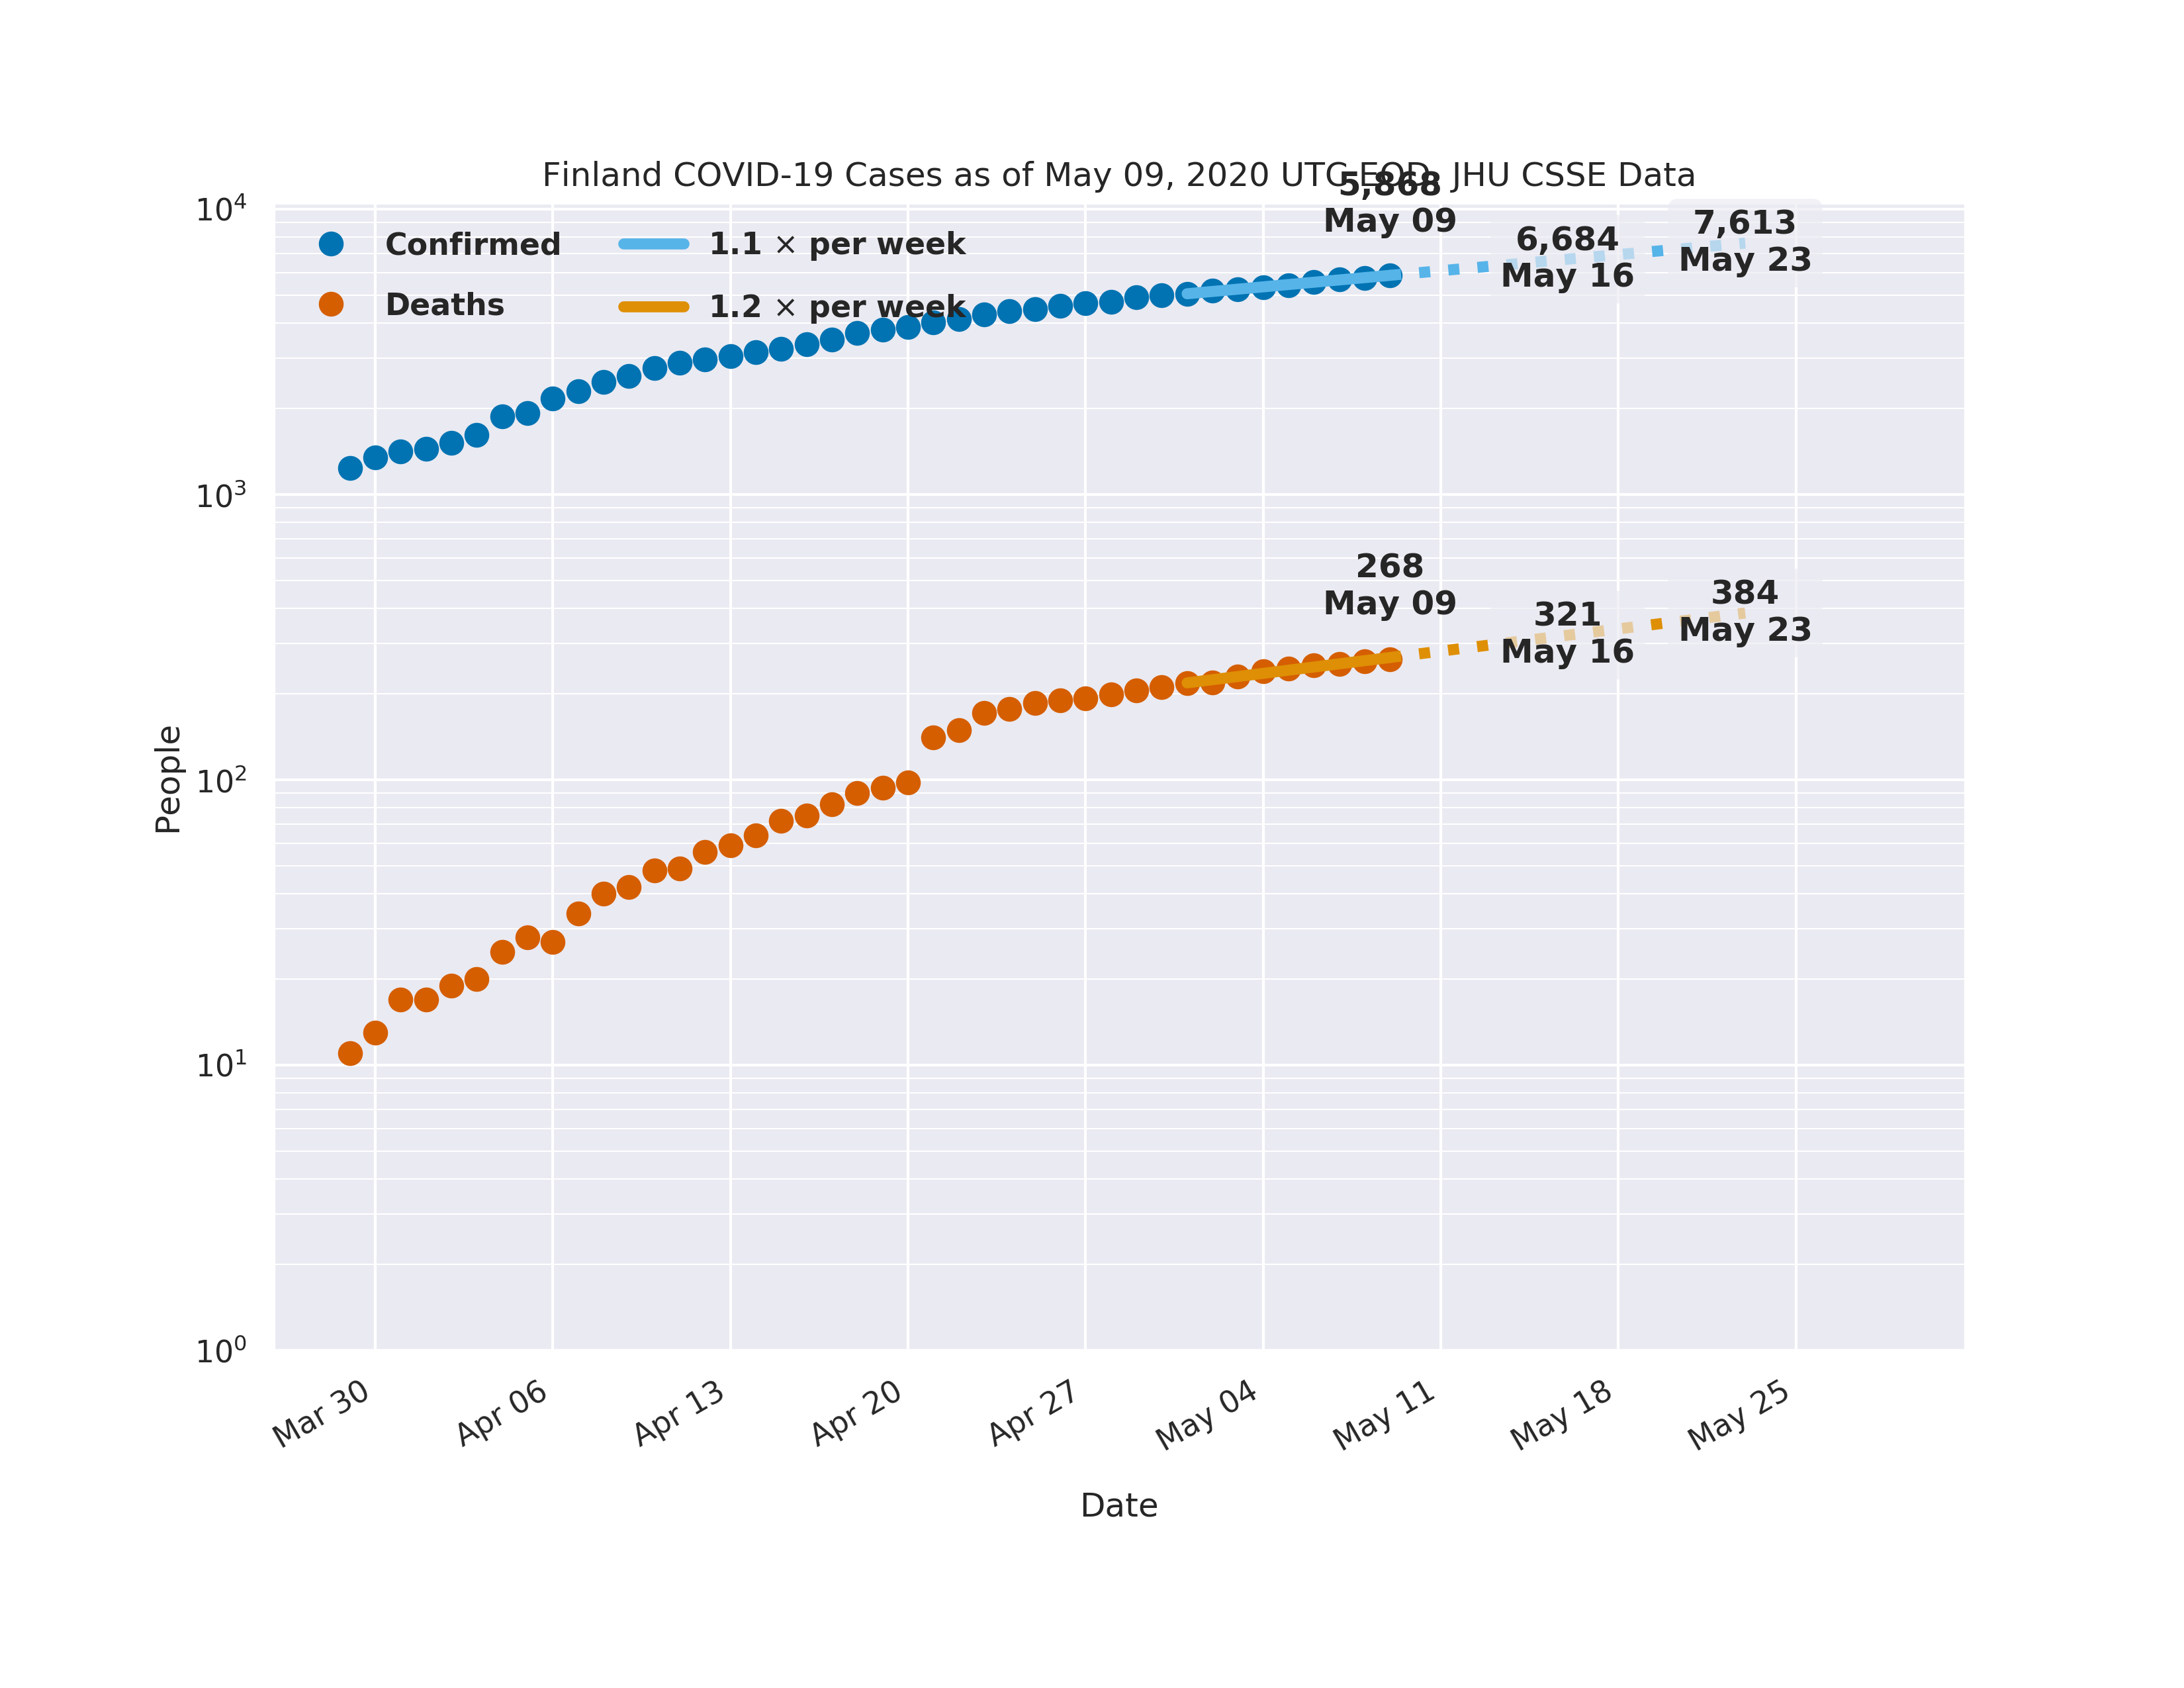 Finland COVID-19 Cases as of May 09, 2020 UTC EOD, JHU CSSE Data
5,868
May 09
6,684
May 16
7,613
May 23
Confirmed
Deaths
1.1 × per week
1.2 × per week
268
May 09
321
May 16
384
May 23
People
10⁴
10³
10²
10¹
10⁰
Mar 30
Apr 06
Apr 13
Apr 20
Apr 27
May 04
May 11
May 18
May 25
Date